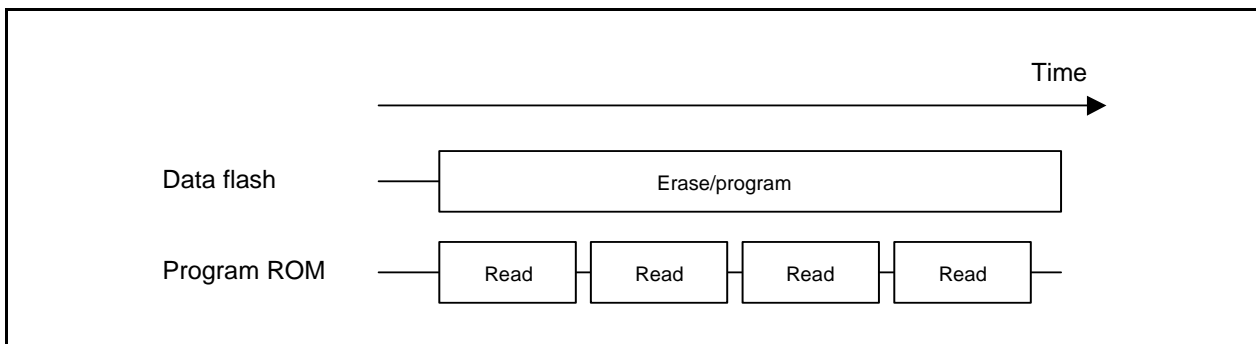 Time
Data flash
Erase/program
Program ROM
Read
Read
Read
Read